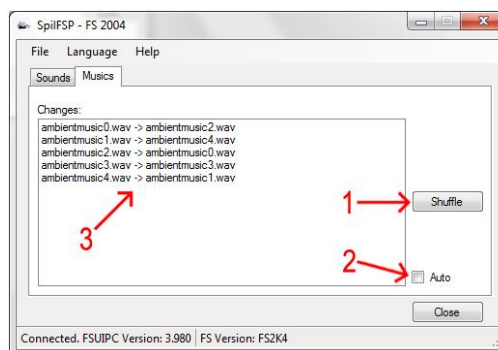 SpilFSP - FS 2004
File Language Help
Sounds Musics
Changes:
ambientmusic0.wav -> ambientmusic2.wav
ambientmusic1.wav -> ambientmusic4.wav
ambientmusic2.wav -> ambientmusic0.wav
ambientmusic3.wav -> ambientmusic3.wav
ambientmusic4.wav -> ambientmusic1.wav
1
Shuffle
3
2
Auto
Close
Connected. FSUIPC Version: 3.980 FS Version: FS2K4